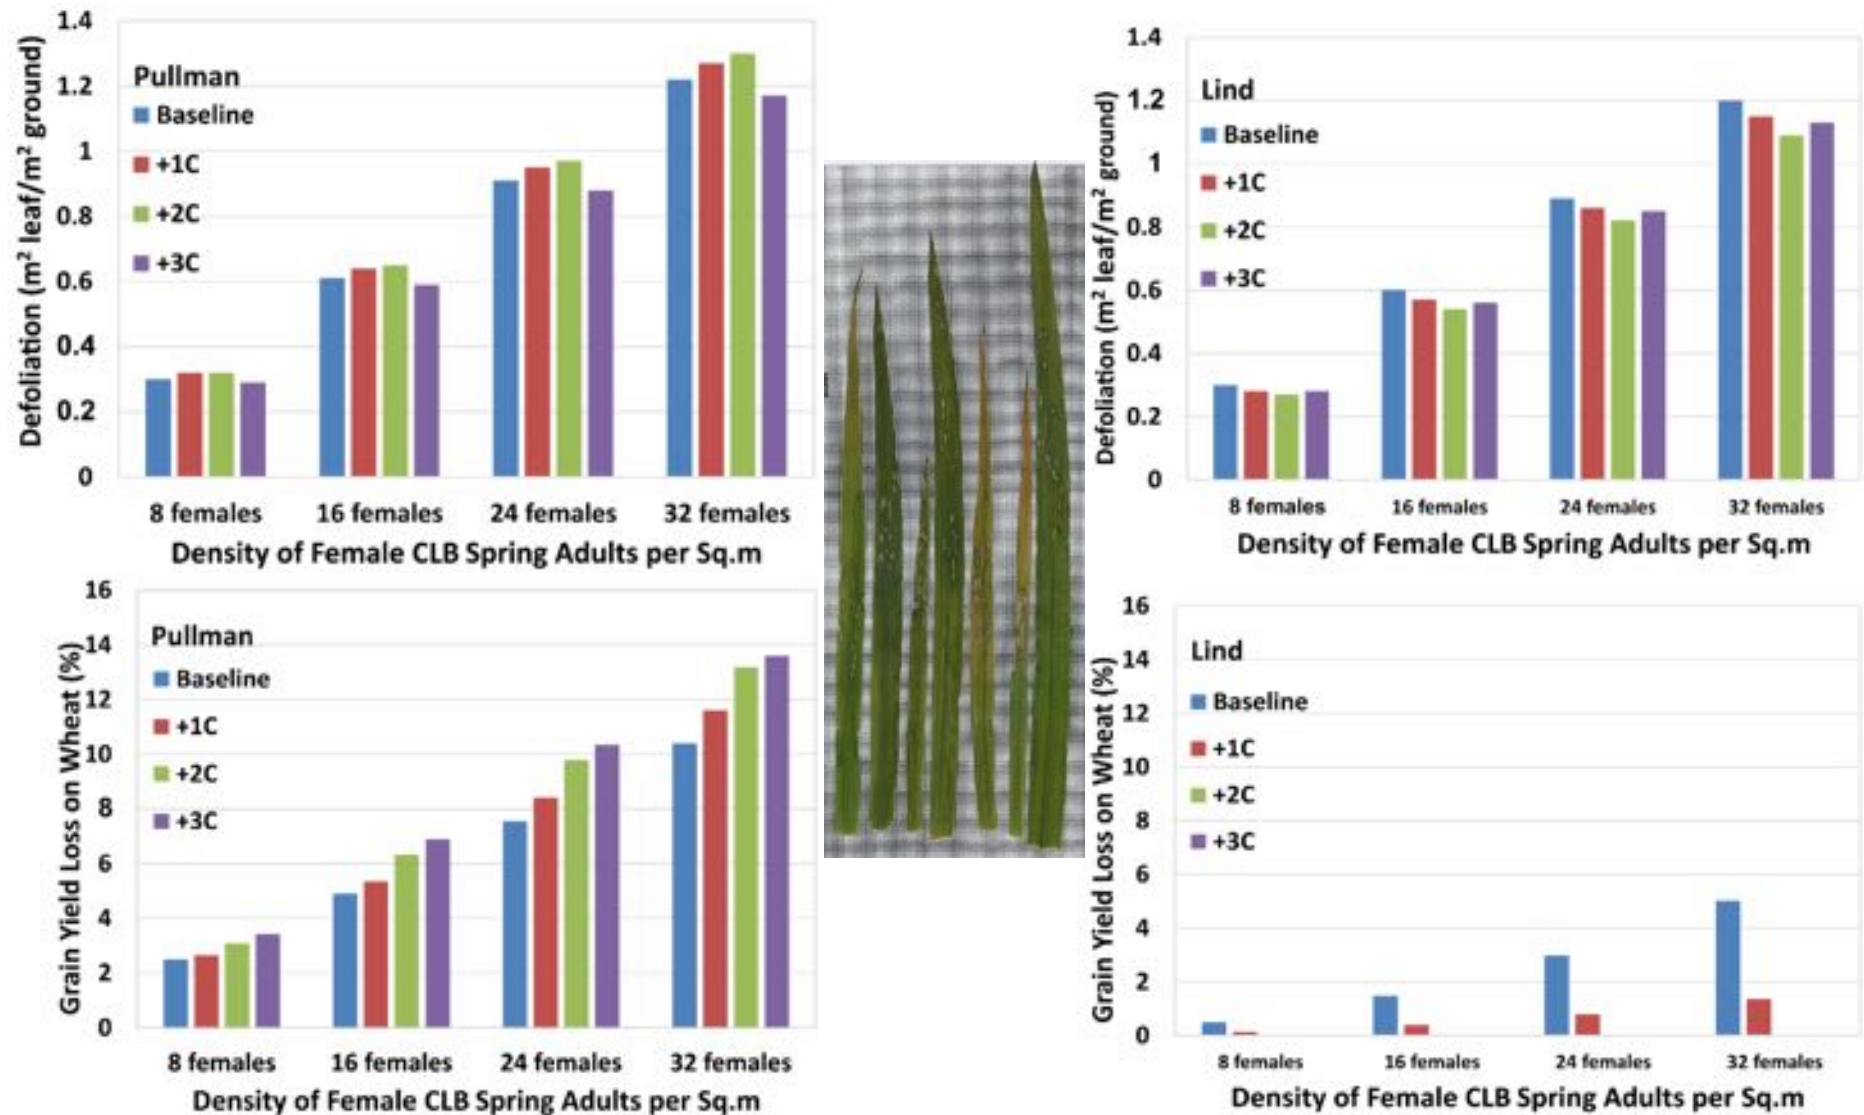 Defoliation (m² leaf/m² ground)
1.4
1.2
1
0.8
0.6
0.4
0.2
0
Pullman
Baseline
+1C
+2C
+3C
8 females 16 females 24 females 32 females
Density of Female CLB Spring Adults per Sq.m
Defoliation (m² leaf/m² ground)
1.4
1.2
1
0.8
0.6
0.4
0.2
0
Lind
Baseline
+1C
+2C
+3C
8 females 16 females 24 females 32 females
Density of Female CLB Spring Adults per Sq.m
Grain Yield Loss on Wheat (%)
16
14
12
10
8
6
4
2
0
Pullman
Baseline
+1C
+2C
+3C
8 females 16 females 24 females 32 females
Density of Female CLB Spring Adults per Sq.m
Grain Yield Loss on Wheat (%)
16
14
12
10
8
6
4
2
0
Lind
Baseline
+1C
+2C
+3C
8 females 16 females 24 females 32 females
Density of Female CLB Spring Adults per Sq.m